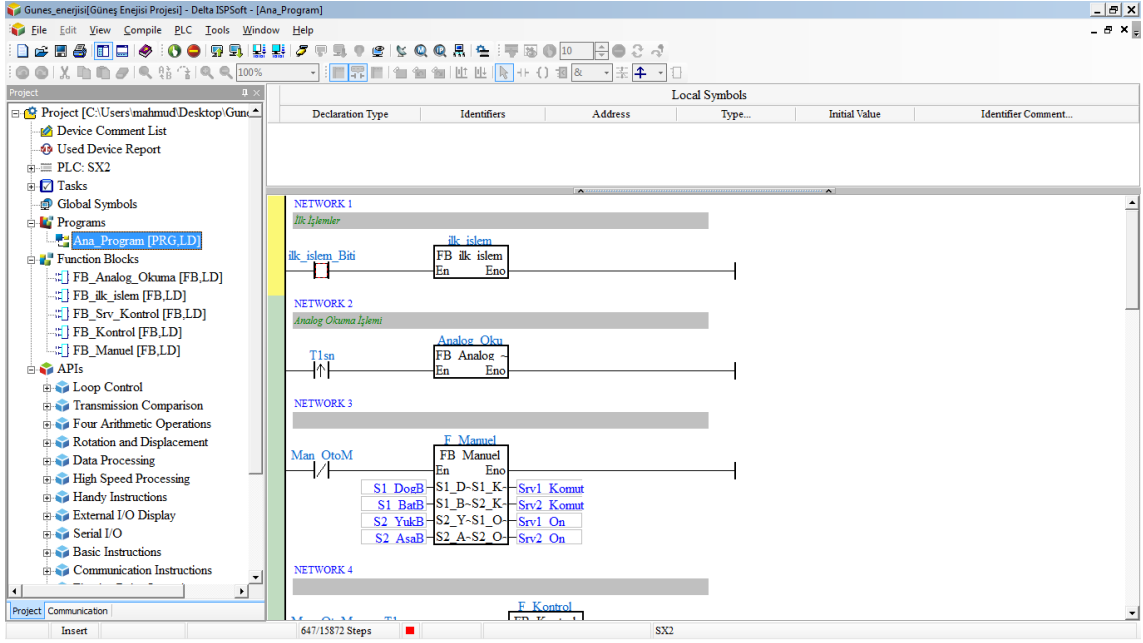 Gunes_enerjisi[Güneş Enejisi Projesi] - Delta ISPSoft - [Ana_Program]
File Edit View Compile PLC Tools Window Help
10
100%
&
Project
Project [C:\Users\mahmud\Desktop\Gun
Device Comment List
Used Device Report
PLC: SX2
Tasks
Global Symbols
Programs
Ana_Program [PRG,LD]
Function Blocks
FB_Analog_Okuma [FB,LD]
FB_ilk_islem [FB,LD]
FB_Srv_Kontrol [FB,LD]
FB_Kontrol [FB,LD]
FB_Manuel [FB,LD]
APIs
Loop Control
Transmission Comparison
Four Arithmetic Operations
Rotation and Displacement
Data Processing
High Speed Processing
Handy Instructions
External I/O Display
Serial I/O
Basic Instructions
Communication Instructions
Project Communication
Local Symbols
Declaration Type Identifiers Address Type... Initial Value Identifier Comment...
NETWORK 1
İlk İşlemler
ilk_islem
ilk_islem_Biti FB_ilk_islem
En Eno
NETWORK 2
Analog Okuma İşlemi
Analog_Oku
T1sn FB_Analog_~
En Eno
NETWORK 3
F_Manuel
Man_OtoM FB_Manuel
En Eno
S1_DogB S1_D~S1_K~ Srv1_Komut
S1_BatB S1_B~S2_K~ Srv2_Komut
S2_YukB S2_Y~S1_O~ Srv1_On
S2_AsaB S2_A~S2_O~ Srv2_On
NETWORK 4
F_Kontrol
Insert 647/15872 Steps SX2